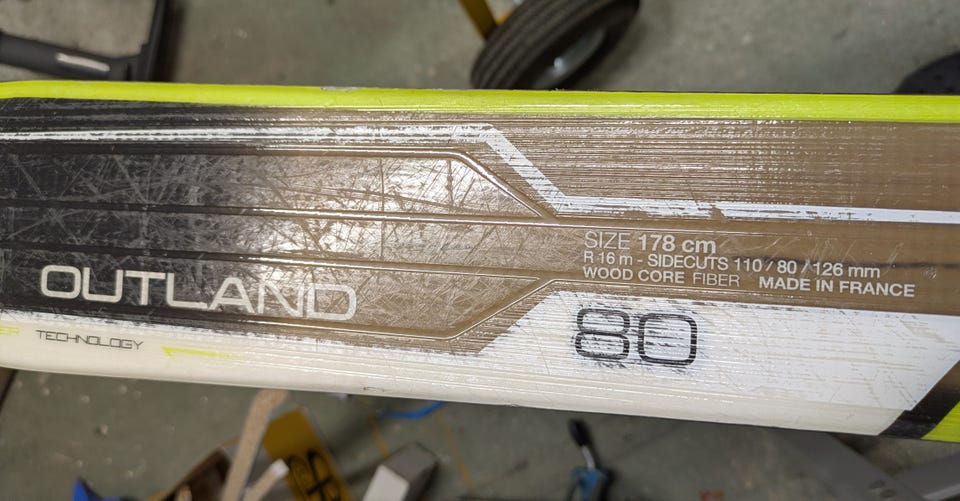 SIZE 178 cm
R 16 m - SIDECUTS 110 / 80 / 126 mm
WOOD CORE FIBER MADE IN FRANCE
OUTLAND
80
TECHNOLOGY